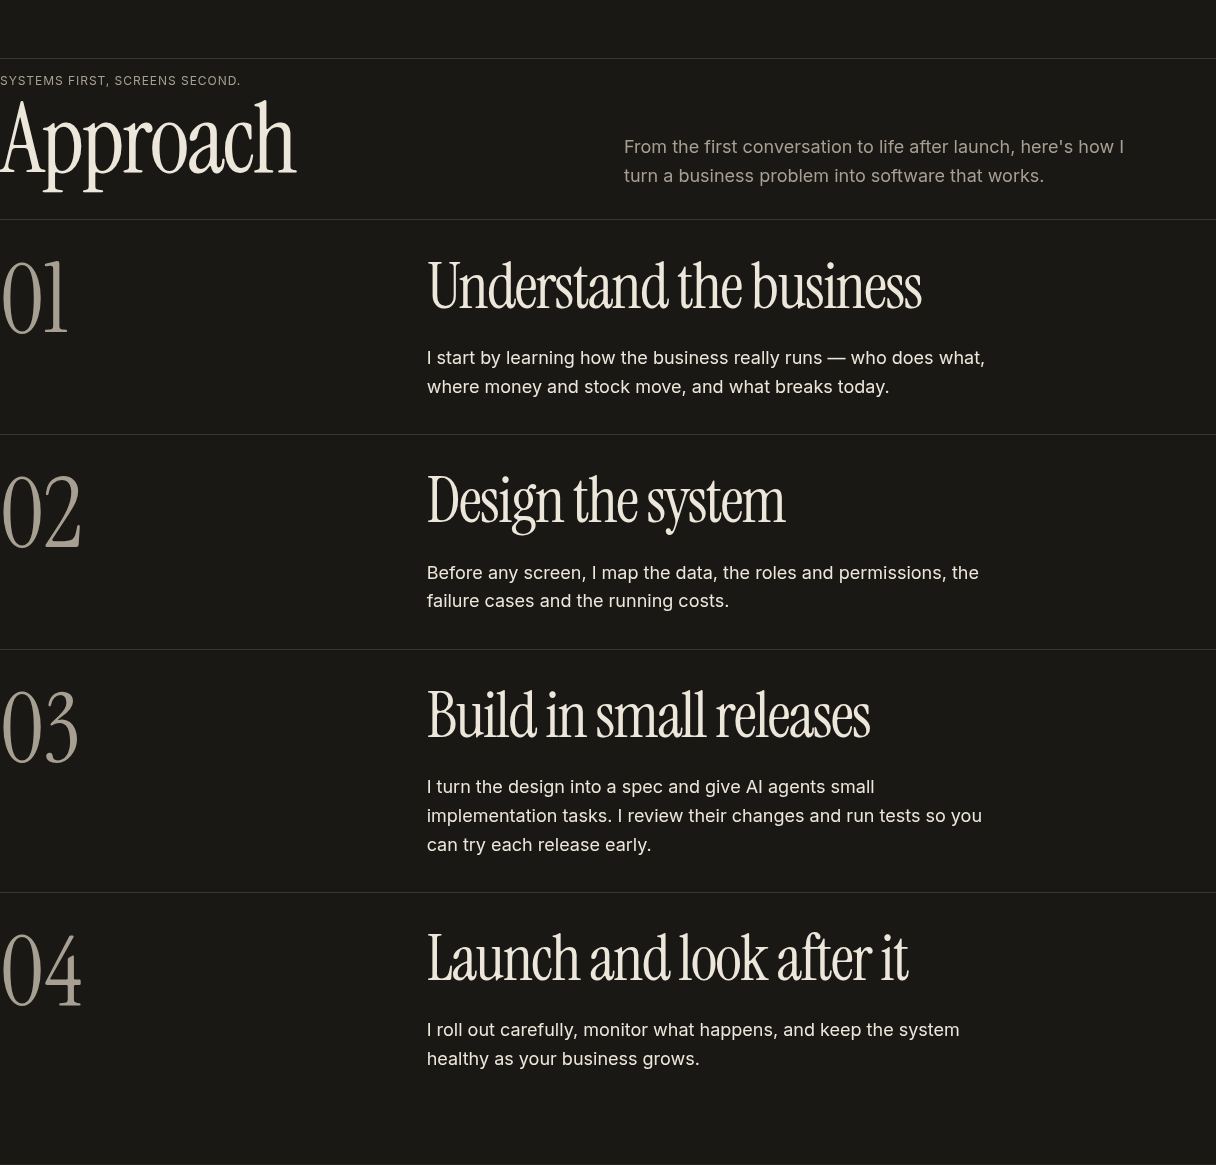 SYSTEMS FIRST, SCREENS SECOND.
Approach
From the first conversation to life after launch, here's how I
turn a business problem into software that works.
01
Understand the business
I start by learning how the business really runs — who does what,
where money and stock move, and what breaks today.
02
Design the system
Before any screen, I map the data, the roles and permissions, the
failure cases and the running costs.
03
Build in small releases
I turn the design into a spec and give AI agents small
implementation tasks. I review their changes and run tests so you
can try each release early.
04
Launch and look after it
I roll out carefully, monitor what happens, and keep the system
healthy as your business grows.